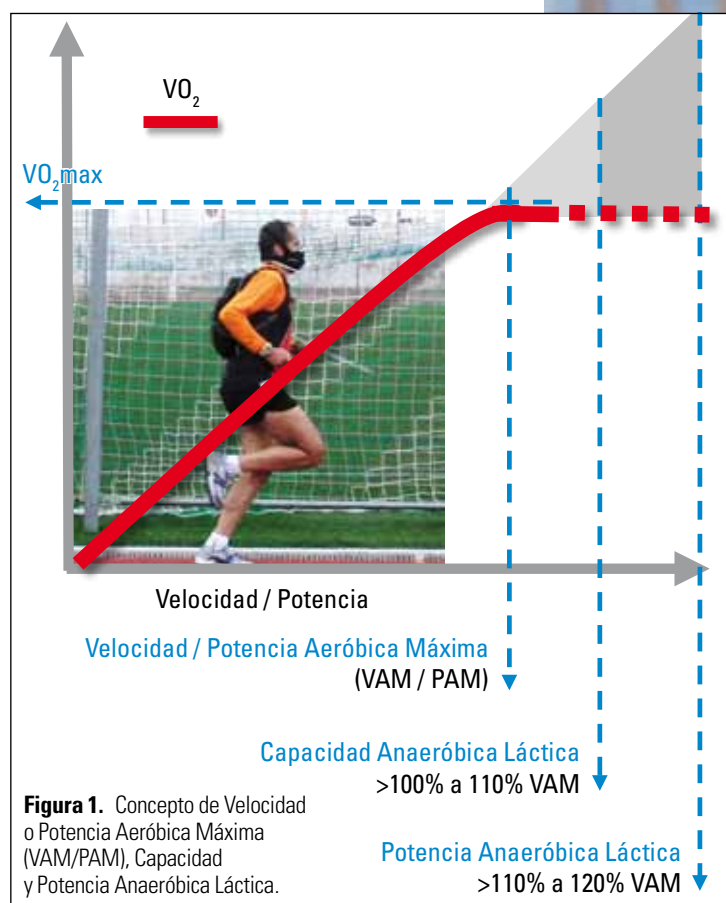 VO₂
VO₂max
Velocidad / Potencia
Velocidad / Potencia Aeróbica Máxima
(VAM / PAM)
Capacidad Anaeróbica Láctica
>100% a 110% VAM
Potencia Anaeróbica Láctica
>110% a 120% VAM
Figura 1. Concepto de Velocidad
o Potencia Aeróbica Máxima
(VAM/PAM), Capacidad
y Potencia Anaeróbica Láctica.